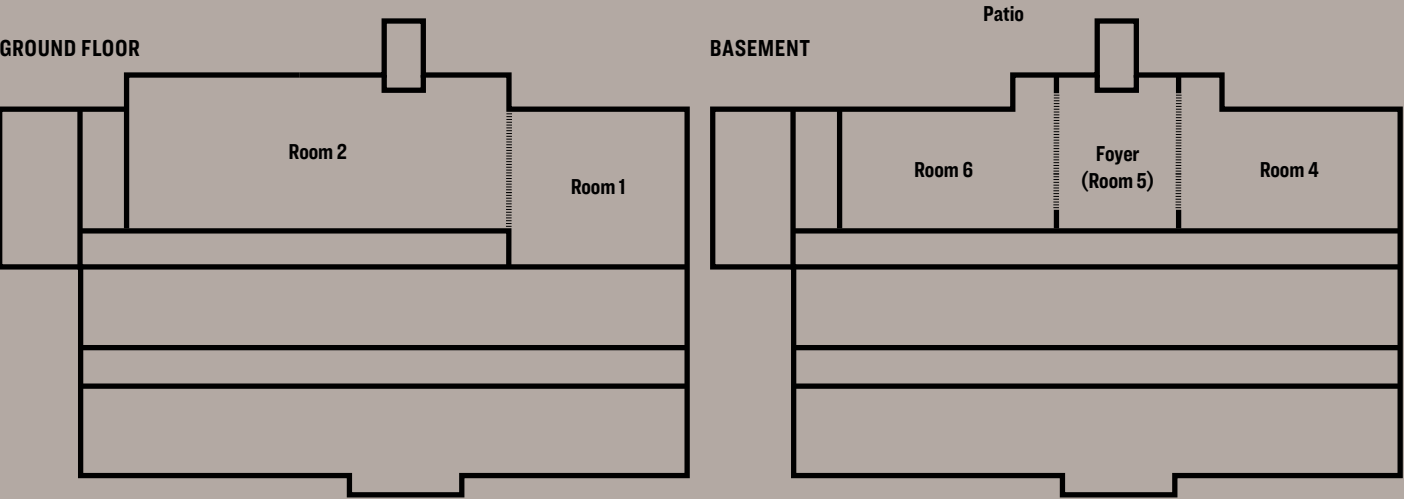 GROUND FLOOR
Room 2
Room 1
Patio
BASEMENT
Room 6
Foyer
(Room 5)
Room 4